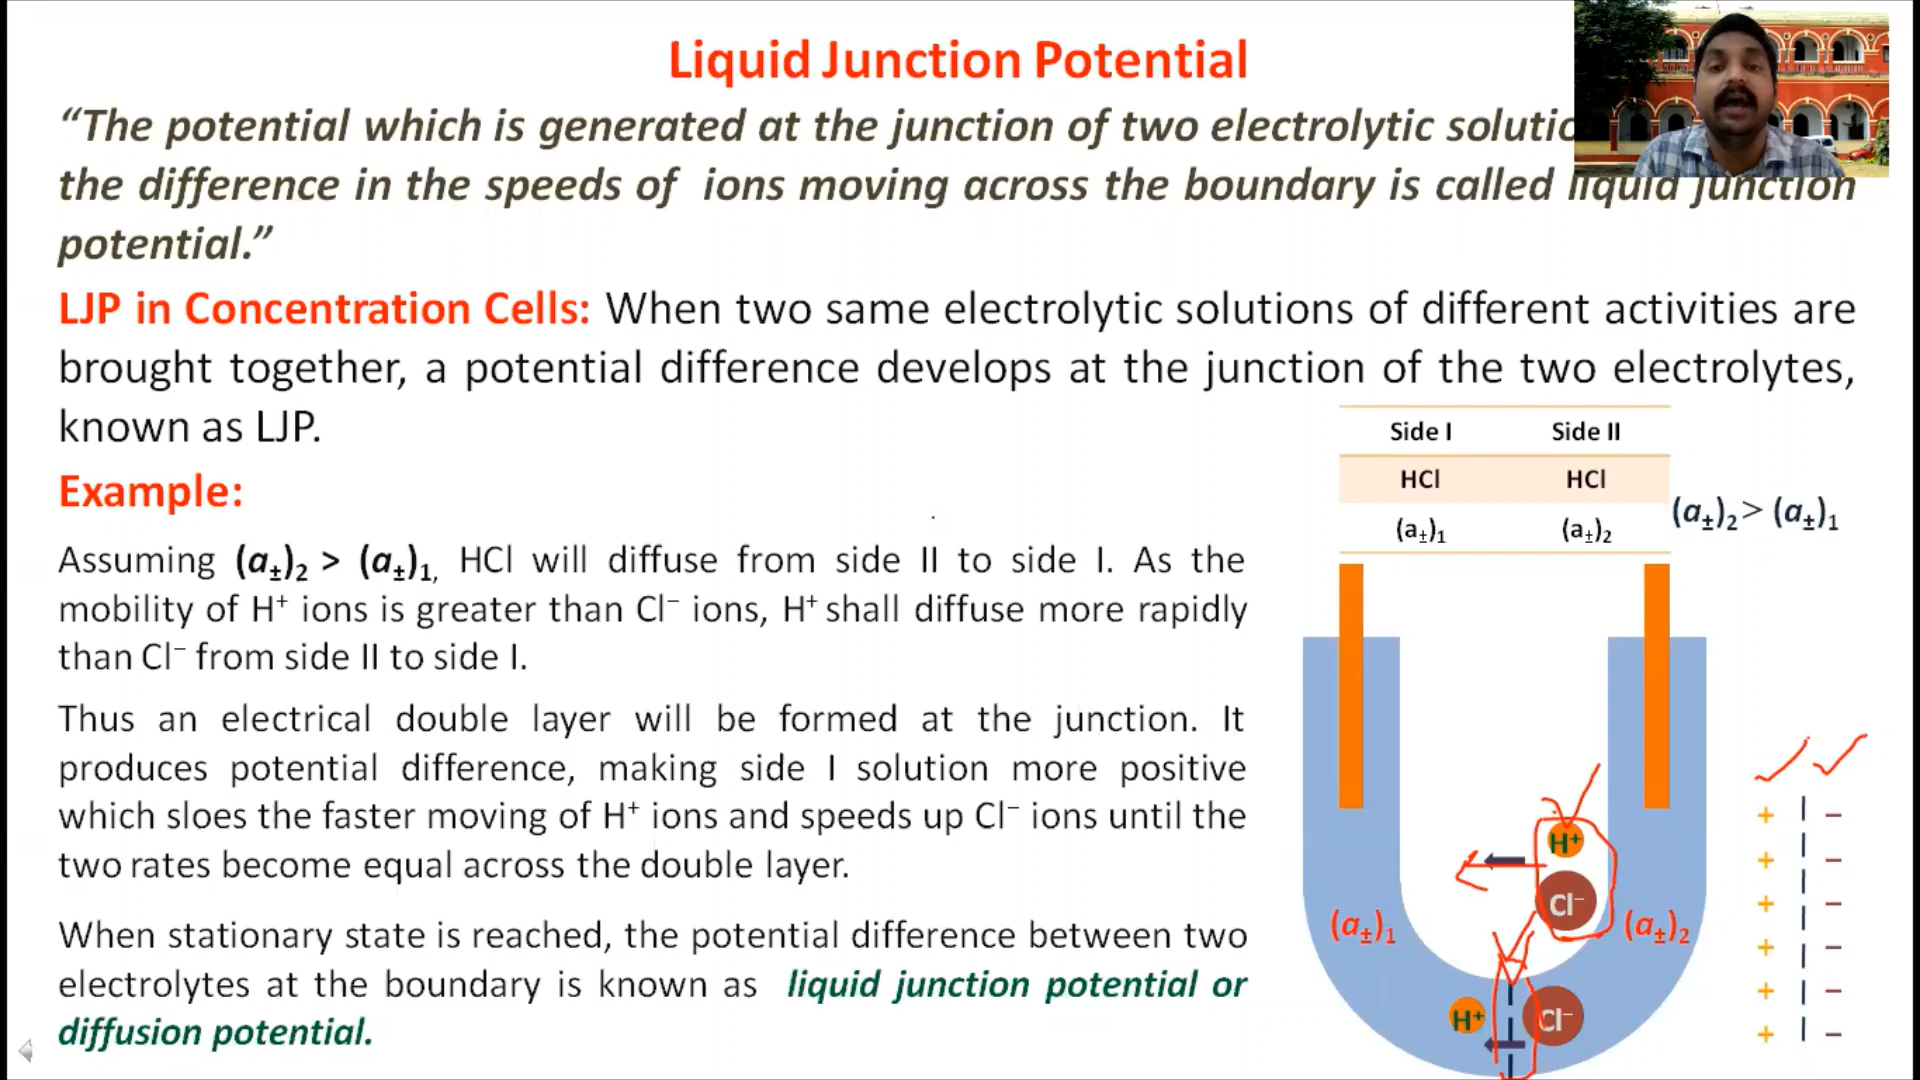 Liquid Junction Potential
“The potential which is generated at the junction of two electrolytic
the difference in the speeds of ions moving across the boundary is called liquid junction
potential.”
LJP in Concentration Cells: When two same electrolytic solutions of different activities are
brought together, a potential difference develops at the junction of the two electrolytes,
known as LJP.
Side I Side II
HCl HCl
(a±)₁ (a±)₂
(a±)₂ > (a±)₁
Example:
Assuming (a±)₂ > (a±)₁, HCl will diffuse from side II to side I. As the
mobility of H⁺ ions is greater than Cl⁻ ions, H⁺ shall diffuse more rapidly
than Cl⁻ from side II to side I.
Thus an electrical double layer will be formed at the junction. It
produces potential difference, making side I solution more positive
which sloes the faster moving of H⁺ ions and speeds up Cl⁻ ions until the
two rates become equal across the double layer.
When stationary state is reached, the potential difference between two
electrolytes at the boundary is known as liquid junction potential or
diffusion potential.
H⁺
Cl⁻
(a±)₁ (a±)₂
H⁺ Cl⁻
+ −
+ −
+ −
+ −
+ −
+ −